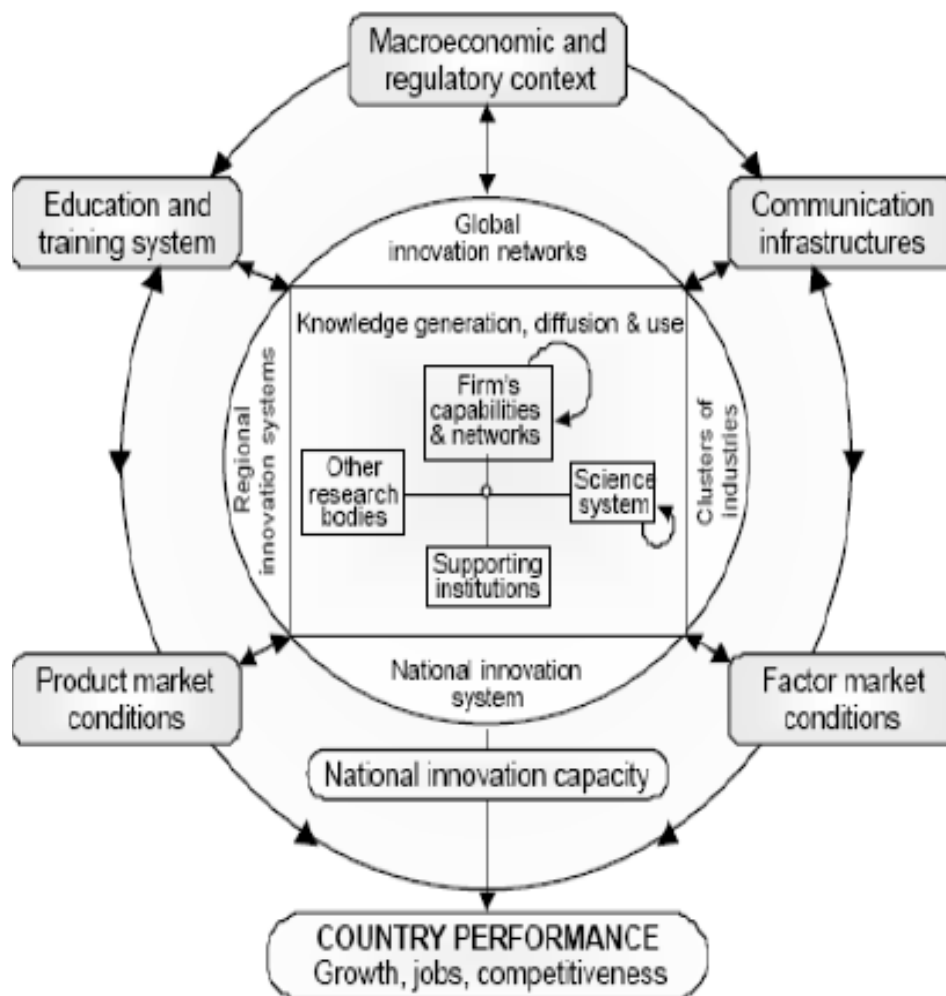 Macroeconomic and
regulatory context
Education and
training system
Communication
infrastructures
Global
innovation networks
Knowledge generation, diffusion & use
Regional
innovation systems
Clusters of
industries
Firm's
capabilities
& networks
Other
research
bodies
Science
system
Supporting
institutions
Product market
conditions
National innovation
system
Factor market
conditions
National innovation capacity
COUNTRY PERFORMANCE
Growth, jobs, competitiveness